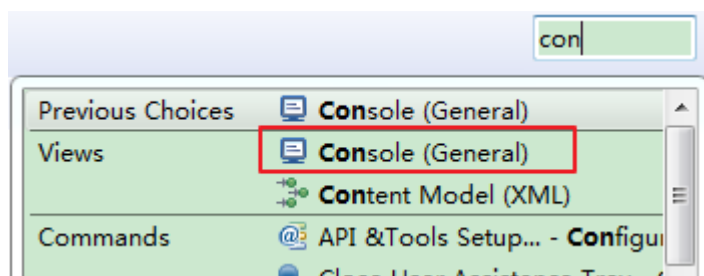 con
Previous Choices Console (General)
Views Console (General)
Content Model (XML)
Commands API &Tools Setup... - Configu